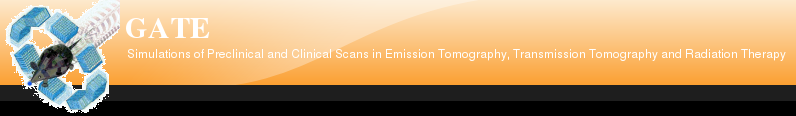 GATE
Simulations of Preclinical and Clinical Scans in Emission Tomography, Transmission Tomography and Radiation Therapy